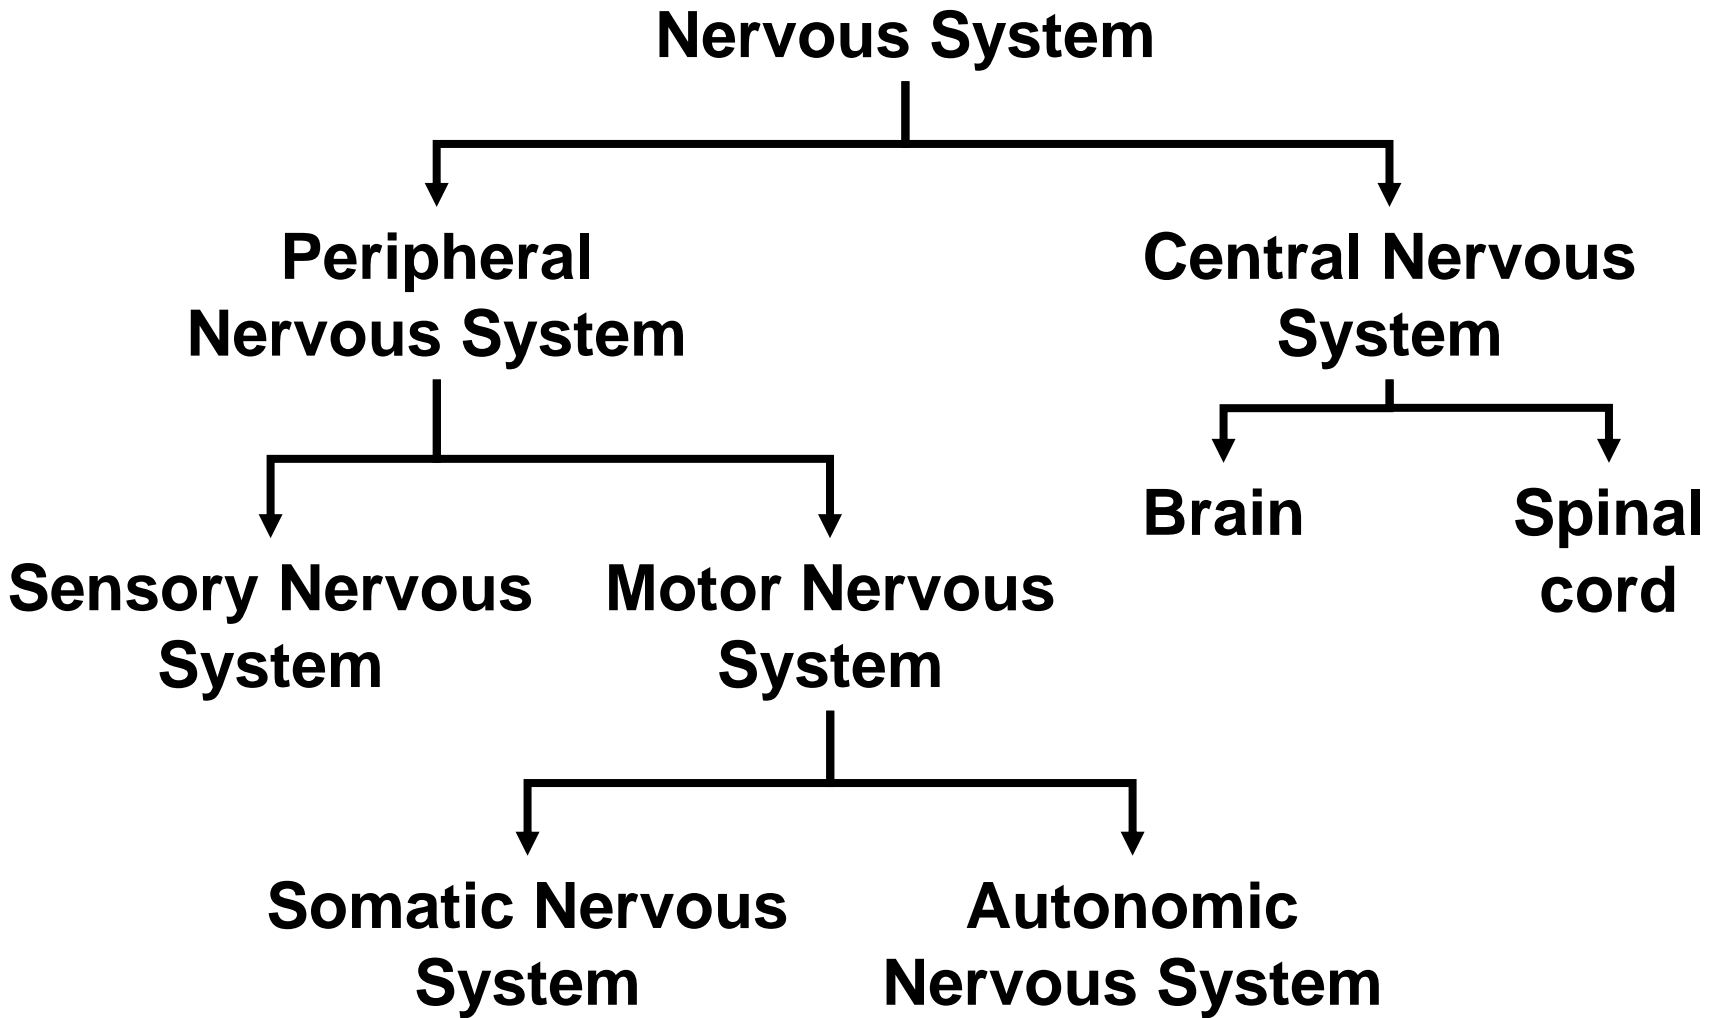 Nervous System
Peripheral
Nervous System
Central Nervous
System
Brain
Spinal
cord
Sensory Nervous
System
Motor Nervous
System
Somatic Nervous
System
Autonomic
Nervous System